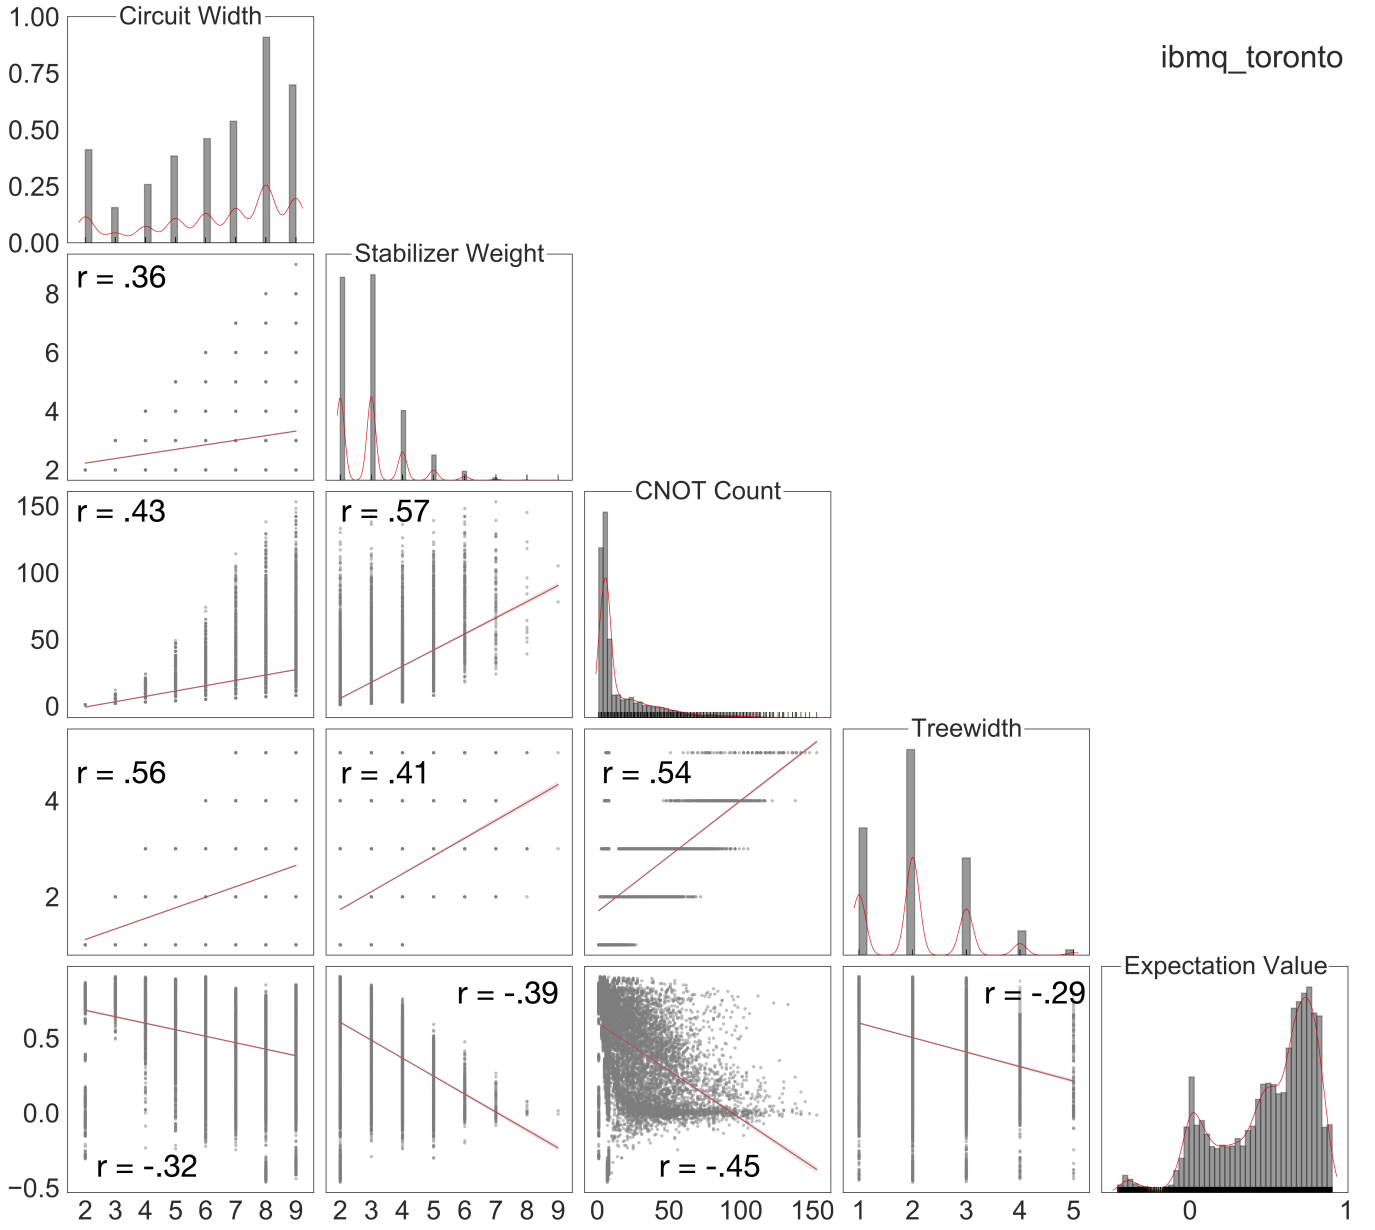 1.00
Circuit Width
ibmq_toronto
0.75
0.50
0.25
0.00
Stabilizer Weight
r = .36
8
6
4
2
CNOT Count
150
r = .43
r = .57
100
50
0
Treewidth
r = .56
r = .41
r = .54
4
2
Expectation Value
r = -.39
r = -.29
0.5
0.0
r = -.32
r = -.45
−0.5
2 3 4 5 6 7 8 9
2 3 4 5 6 7 8 9
0 50 100 150
1 2 3 4 5
0 1